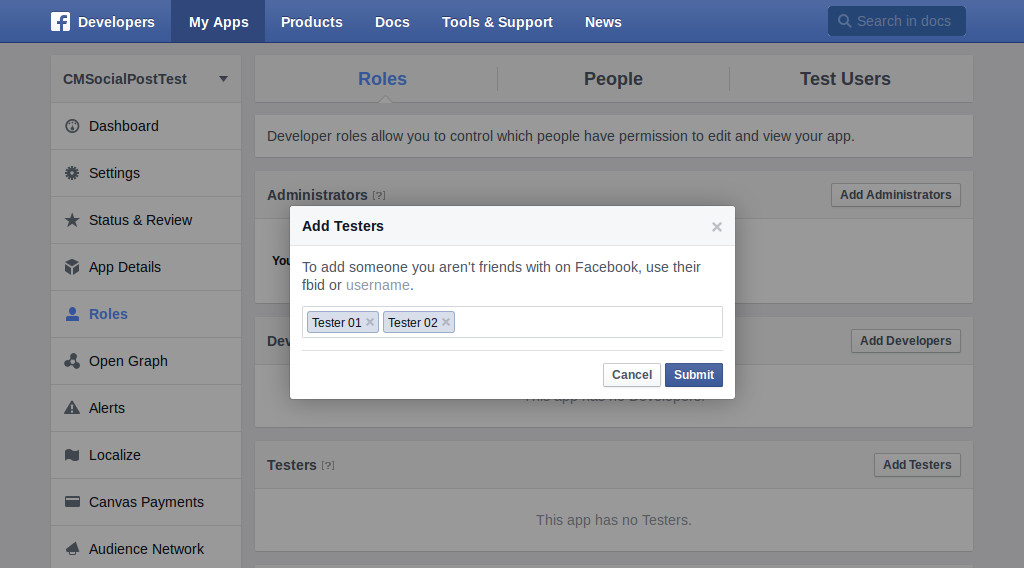 Developers My Apps Products Docs Tools & Support News Search in docs
CMSocialPostTest
Dashboard
Settings
Status & Review
App Details
Roles
Open Graph
Alerts
Localize
Canvas Payments
Audience Network
Roles People Test Users
Developer roles allow you to control which people have permission to edit and view your app.
Administrators [?] Add Administrators
Add Testers
To add someone you aren't friends with on Facebook, use their
fbid or username.
Tester 01 Tester 02
Cancel Submit
Add Developers
This app has no Developers.
Testers [?] Add Testers
This app has no Testers.